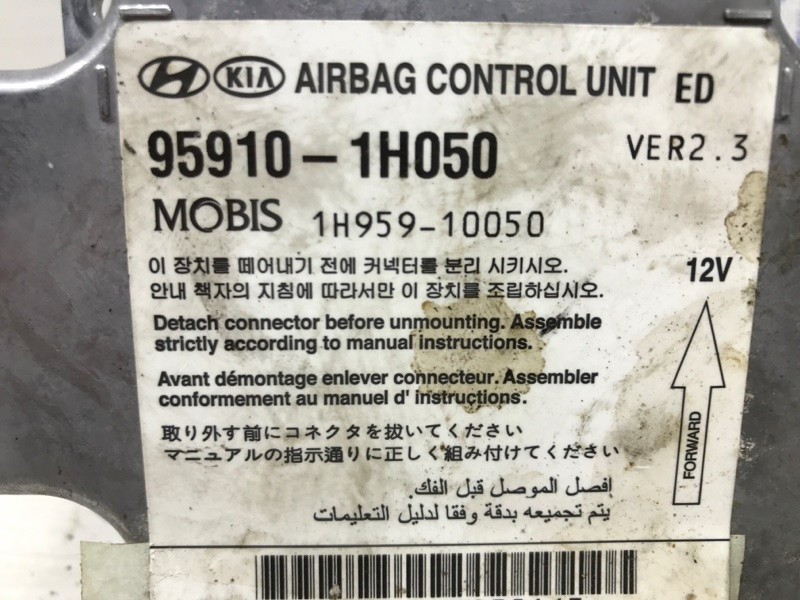 KIA AIRBAG CONTROL UNIT ED
95910-1H050 VER2.3
MOBIS 1H959-10050
이 장치를 떼어내기 전에 커넥터를 분리 시키시오.
안내 책자의 지침에 따라서만 이 장치를 조립하십시오.
12V
Detach connector before unmounting. Assemble
strictly according to manual instructions.
Avant démontage enlever connecteur. Assembler
conformement au manuel d' instructions.
FORWARD
取り外す前にコネクタを抜いてください
マニュアルの指示通りに正しく組み付けてください
إفصل الموصل قبل الفك.
يتم تجميعه بدقة وفقا لدليل التعليمات